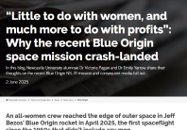 “Little to do with women, and
much more to do with profits”:
Why the recent Blue Origin
space mission crash-landed
In this blog, Newcastle University alumnae Dr Victoria Pagan and Dr Emily Yarrow share their
thoughts on the recent Blue Origin NS-31 mission and consequent media fall out.
2 June 2025
An all-women crew reached the edge of outer space in Jeff
Bezos’ Blue Origin rocket in April 2025, the first spaceflight
since the 1960s that didn't include any men.